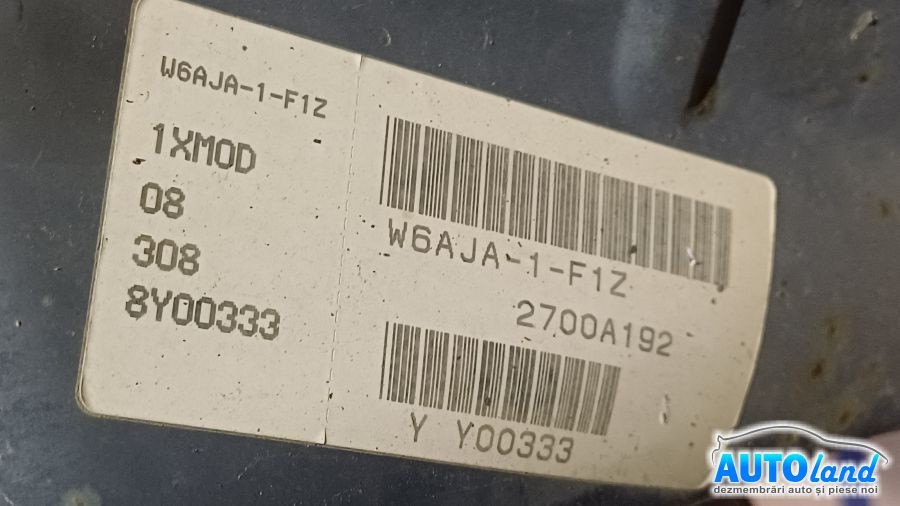 W6AJA-1-F1Z
1XMOD
08
308
8Y00333
W6AJA-1-F1Z
2700A192
Y Y00333
AUTOland
dezmembrări auto și piese noi